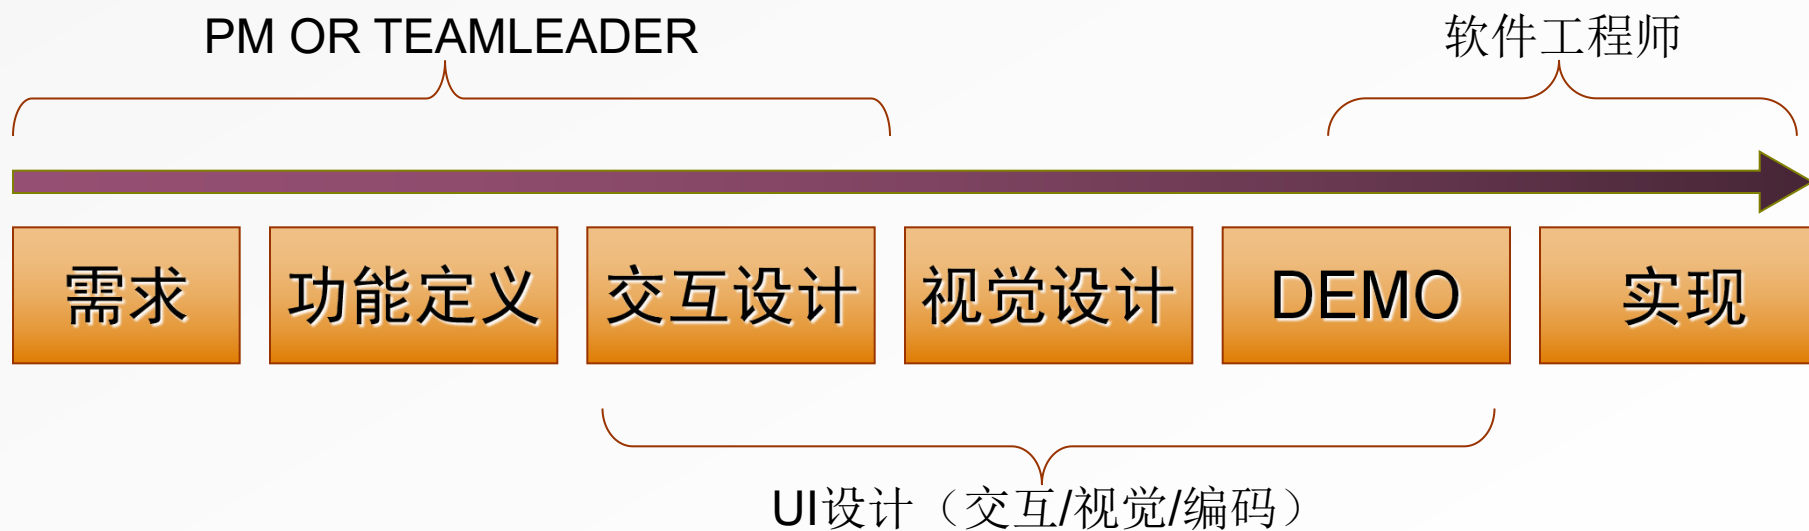 PM OR TEAMLEADER
软件工程师
需求
功能定义
交互设计
视觉设计
DEMO
实现
UI设计（交互/视觉/编码）